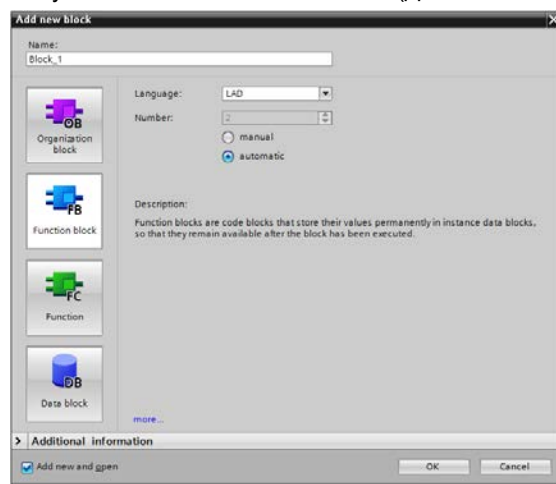 Add new block
Name:
Block_1
OB
Organization
block
FB
Function block
FC
Function
DB
Data block
Language:
LAD
Number:
2
manual
automatic
Description:
Function blocks are code blocks that store their values permanently in instance data blocks,
so that they remain available after the block has been executed.
more...
> Additional information
Add new and open
OK
Cancel